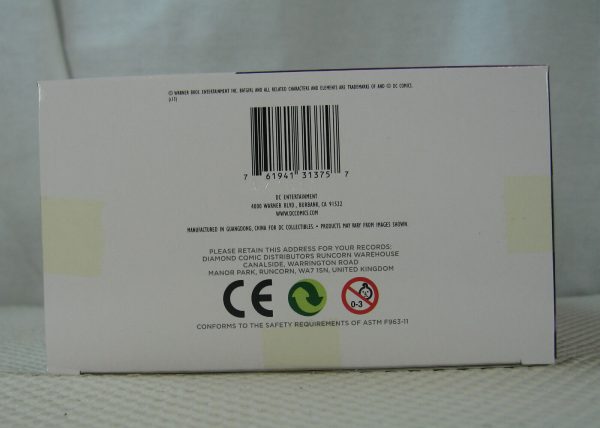 © WARNER BROS. ENTERTAINMENT INC. BATGIRL AND ALL RELATED CHARACTERS AND ELEMENTS ARE TRADEMARKS OF AND © DC COMICS.
(s15)
7 61941 31375 7
DC ENTERTAINMENT
4000 WARNER BLVD., BURBANK, CA 91522
WWW.DCCOMICS.COM
MANUFACTURED IN GUANGDONG, CHINA FOR DC COLLECTIBLES. • PRODUCTS MAY VARY FROM IMAGES SHOWN.
PLEASE RETAIN THIS ADDRESS FOR YOUR RECORDS:
DIAMOND COMIC DISTRIBUTORS RUNCORN WAREHOUSE
CANALSIDE, WARRINGTON ROAD
MANOR PARK, RUNCORN, WA7 1SN, UNITED KINGDOM
CE 0-3
CONFORMS TO THE SAFETY REQUIREMENTS OF ASTM F963-11